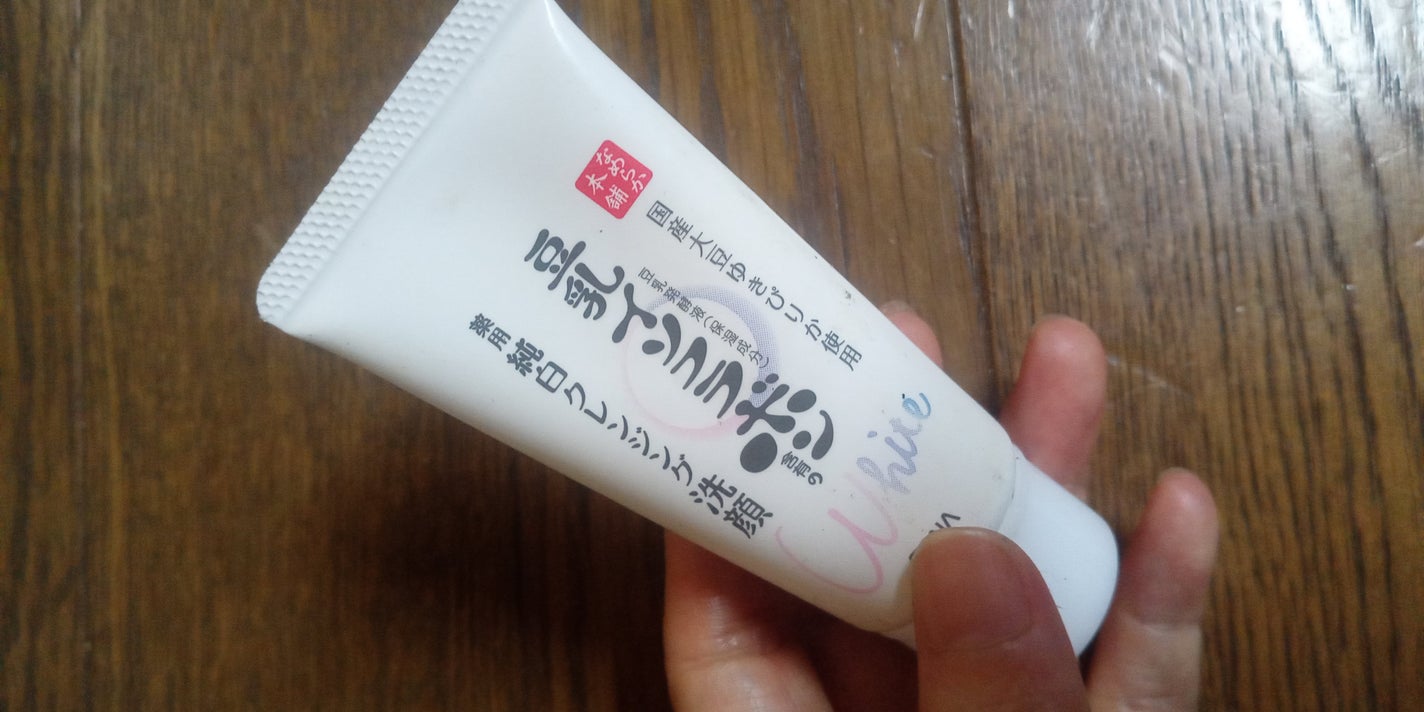 なめらか
本舗
国産大豆ゆきぴりか使用
豆乳発酵液(保湿成分)
豆乳イソフラボン
含有の
薬用 純白クレンジング洗顔
White